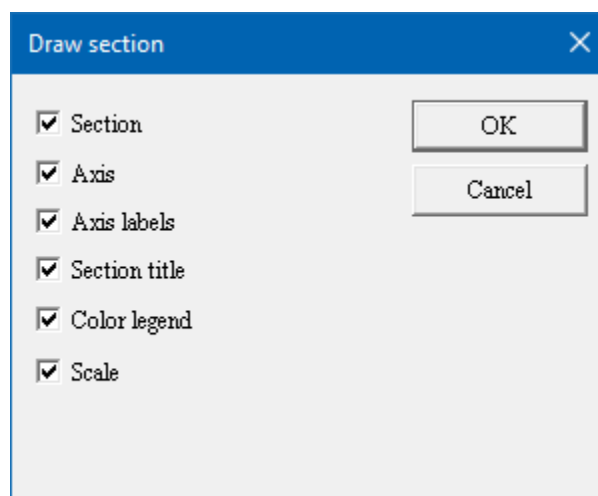 Draw section
Section
Axis
Axis labels
Section title
Color legend
Scale
OK
Cancel